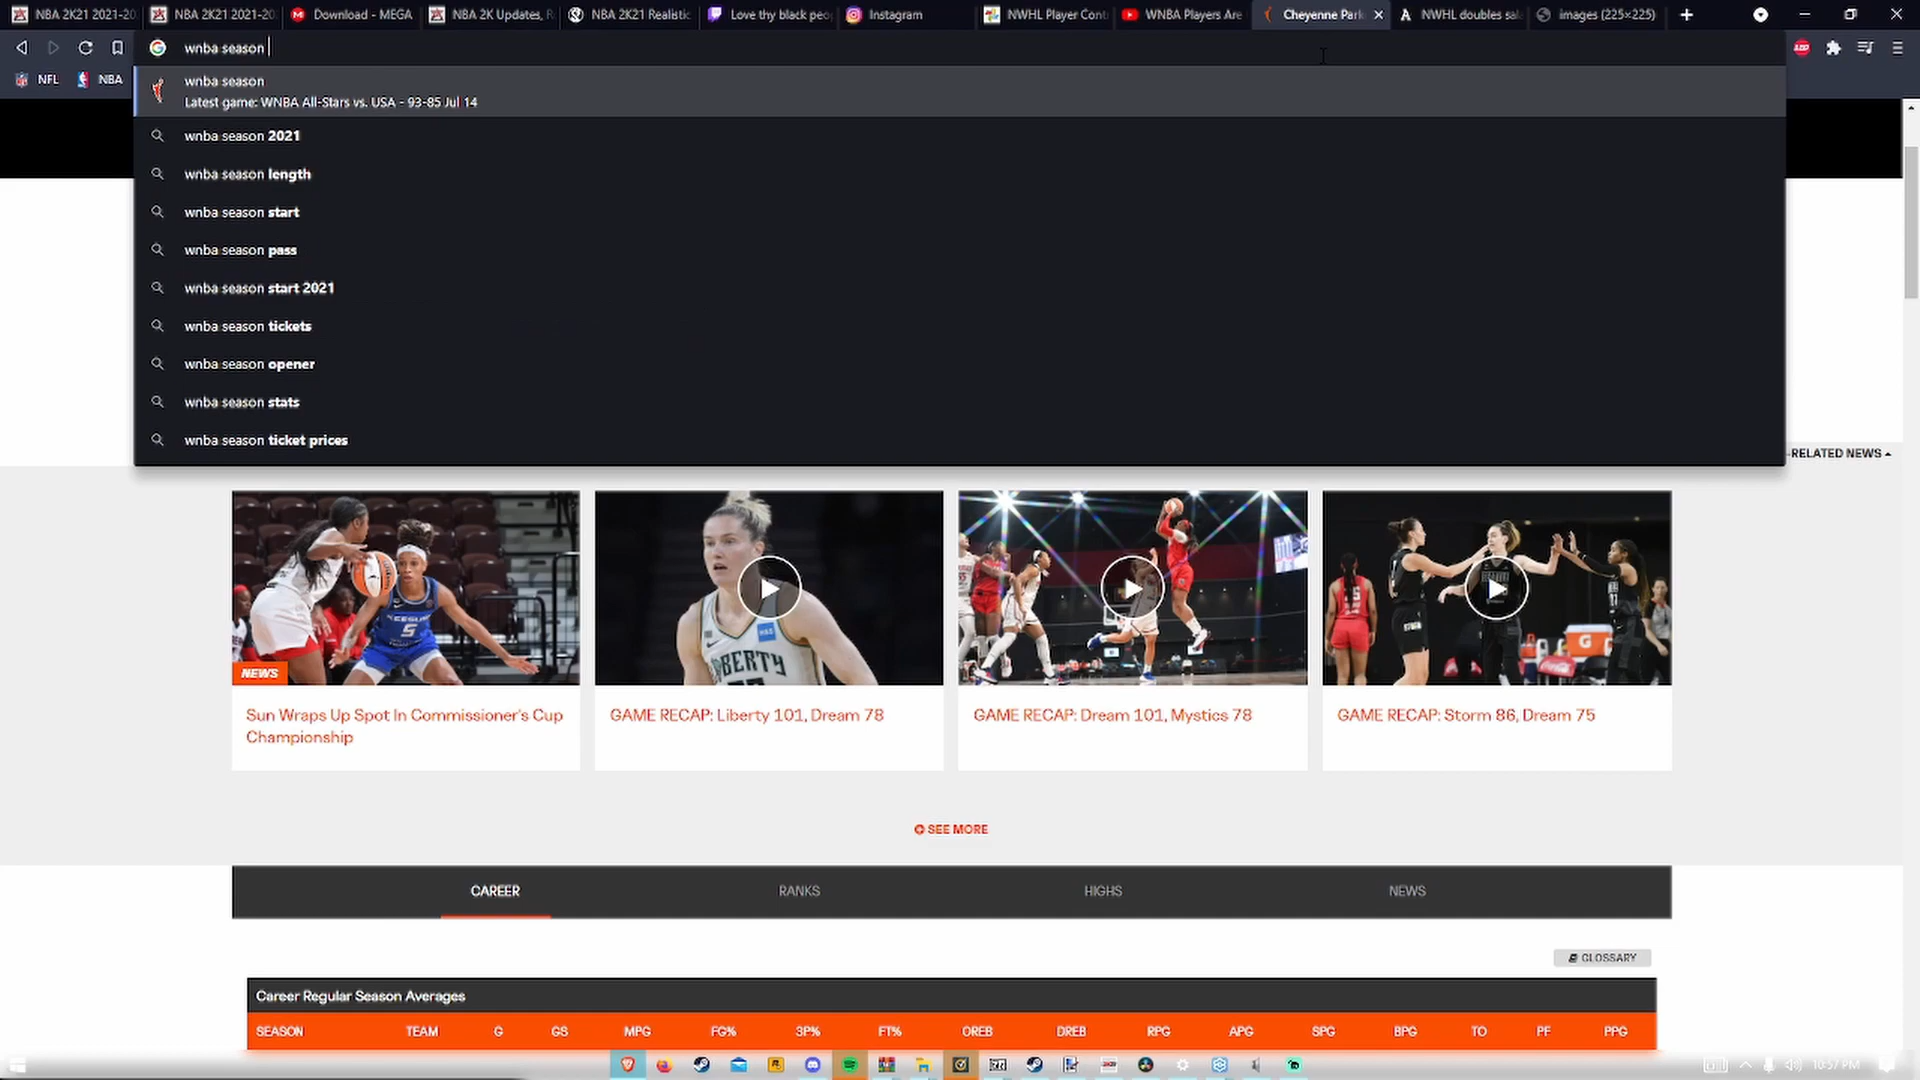 NBA 2K21 2021-20
NBA 2K21 2021-20
Download - MEGA
NBA 2K Updates, R
NBA 2K21 Realistic
Love thy black peop
Instagram
NWHL Player Cont
WNBA Players Are
Cheyenne Park
NWHL doubles sal
images (225×225)
wnba season
NFL
NBA
wnba season
Latest game: WNBA All-Stars vs. USA - 93-85 Jul 14
wnba season 2021
wnba season length
wnba season start
wnba season pass
wnba season start 2021
wnba season tickets
wnba season opener
wnba season stats
wnba season ticket prices
-RELATED NEWS
5
LIBERTY
G
NEWS
Sun Wraps Up Spot In Commissioner's Cup
Championship
GAME RECAP: Liberty 101, Dream 78
GAME RECAP: Dream 101, Mystics 78
GAME RECAP: Storm 86, Dream 75
SEE MORE
CAREER RANKS HIGHS NEWS
GLOSSARY
Career Regular Season Averages
SEASON TEAM G GS MPG FG% 3P% FT% OREB DREB RPG APG SPG BPG TO PF PPG
10:57 PM